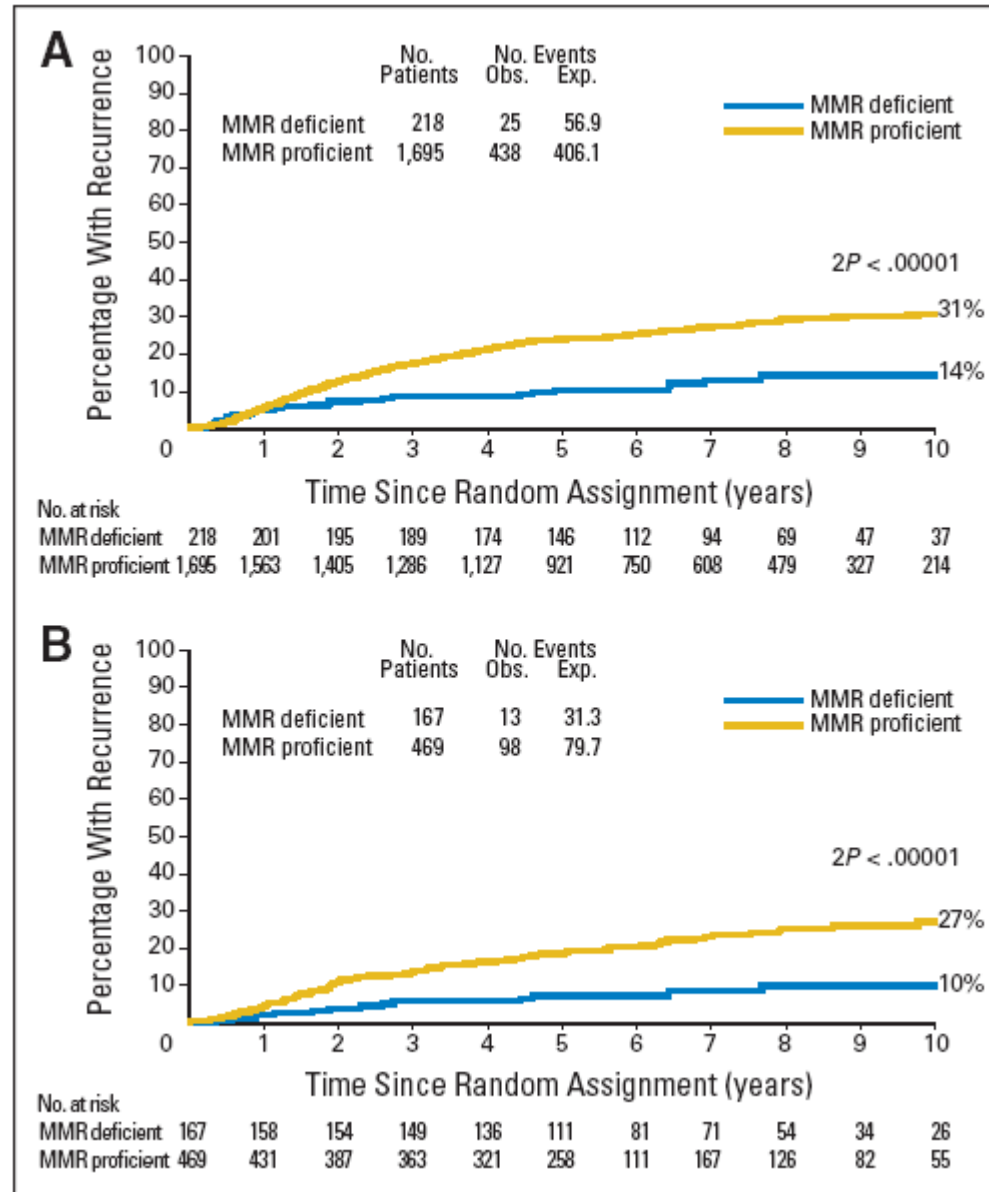 A
No. No. Events
Patients Obs. Exp.
MMR deficient 218 25 56.9
MMR proficient 1,695 438 406.1
MMR deficient
MMR proficient
2P < .00001
31%
14%
Percentage With Recurrence
100
90
80
70
60
50
40
30
20
10
0 1 2 3 4 5 6 7 8 9 10
Time Since Random Assignment (years)
No. at risk
MMR deficient 218 201 195 189 174 146 112 94 69 47 37
MMR proficient 1,695 1,563 1,405 1,286 1,127 921 750 608 479 327 214
B
No. No. Events
Patients Obs. Exp.
MMR deficient 167 13 31.3
MMR proficient 469 98 79.7
MMR deficient
MMR proficient
2P < .00001
27%
10%
Percentage With Recurrence
100
90
80
70
60
50
40
30
20
10
0 1 2 3 4 5 6 7 8 9 10
Time Since Random Assignment (years)
No. at risk
MMR deficient 167 158 154 149 136 111 81 71 54 34 26
MMR proficient 469 431 387 363 321 258 111 167 126 82 55